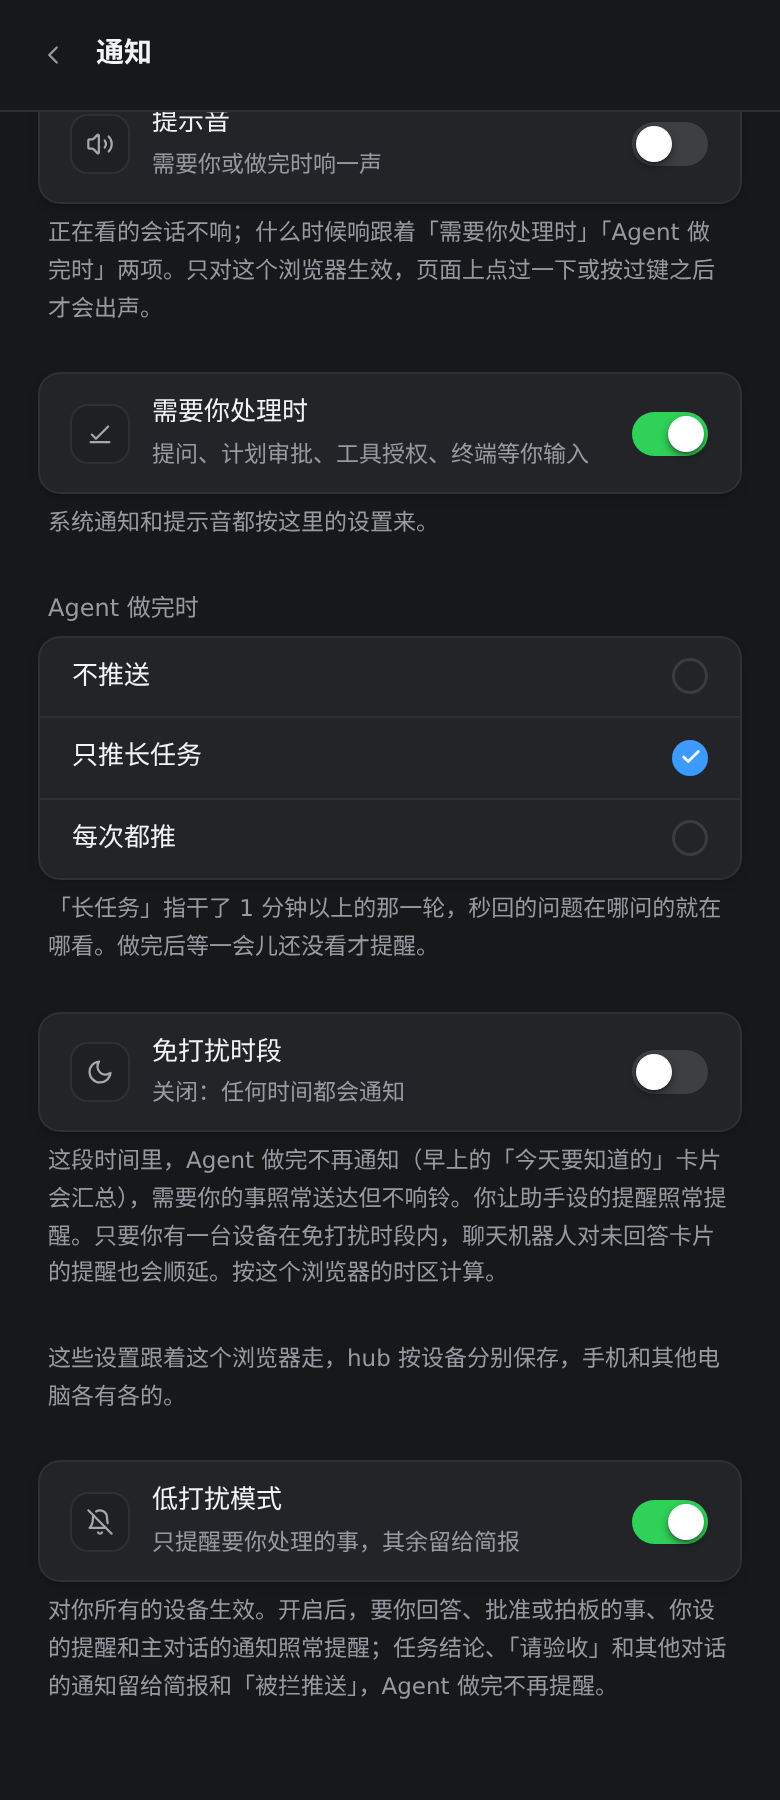 通知
提示音
需要你或做完时响一声
正在看的会话不响；什么时候响跟着「需要你处理时」「Agent 做
完时」两项。只对这个浏览器生效，页面上点过一下或按过键之后
才会出声。
需要你处理时
提问、计划审批、工具授权、终端等你输入
系统通知和提示音都按这里的设置来。
Agent 做完时
不推送
只推长任务
每次都推
「长任务」指干了 1 分钟以上的那一轮，秒回的问题在哪问的就在
哪看。做完后等一会儿还没看才提醒。
免打扰时段
关闭：任何时间都会通知
这段时间里，Agent 做完不再通知（早上的「今天要知道的」卡片
会汇总），需要你的事照常送达但不响铃。你让助手设的提醒照常提
醒。只要你有一台设备在免打扰时段内，聊天机器人对未回答卡片
的提醒也会顺延。按这个浏览器的时区计算。
这些设置跟着这个浏览器走，hub 按设备分别保存，手机和其他电
脑各有各的。
低打扰模式
只提醒要你处理的事，其余留给简报
对你所有的设备生效。开启后，要你回答、批准或拍板的事、你设
的提醒和主对话的通知照常提醒；任务结论、「请验收」和其他对话
的通知留给简报和「被拦推送」，Agent 做完不再提醒。